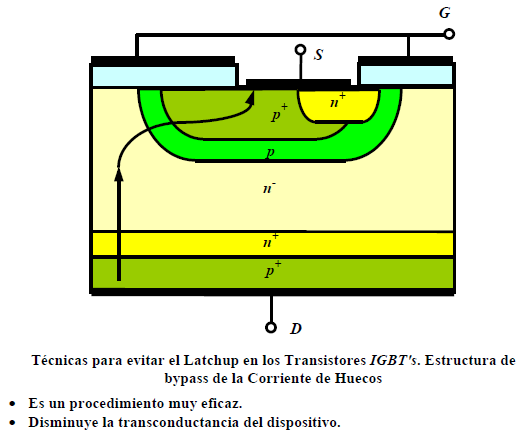 G
S
n+
p+
p
n-
n+
p+
D
Técnicas para evitar el Latchup en los Transistores IGBT's. Estructura de
bypass de la Corriente de Huecos
• Es un procedimiento muy eficaz.
• Disminuye la transconductancia del dispositivo.